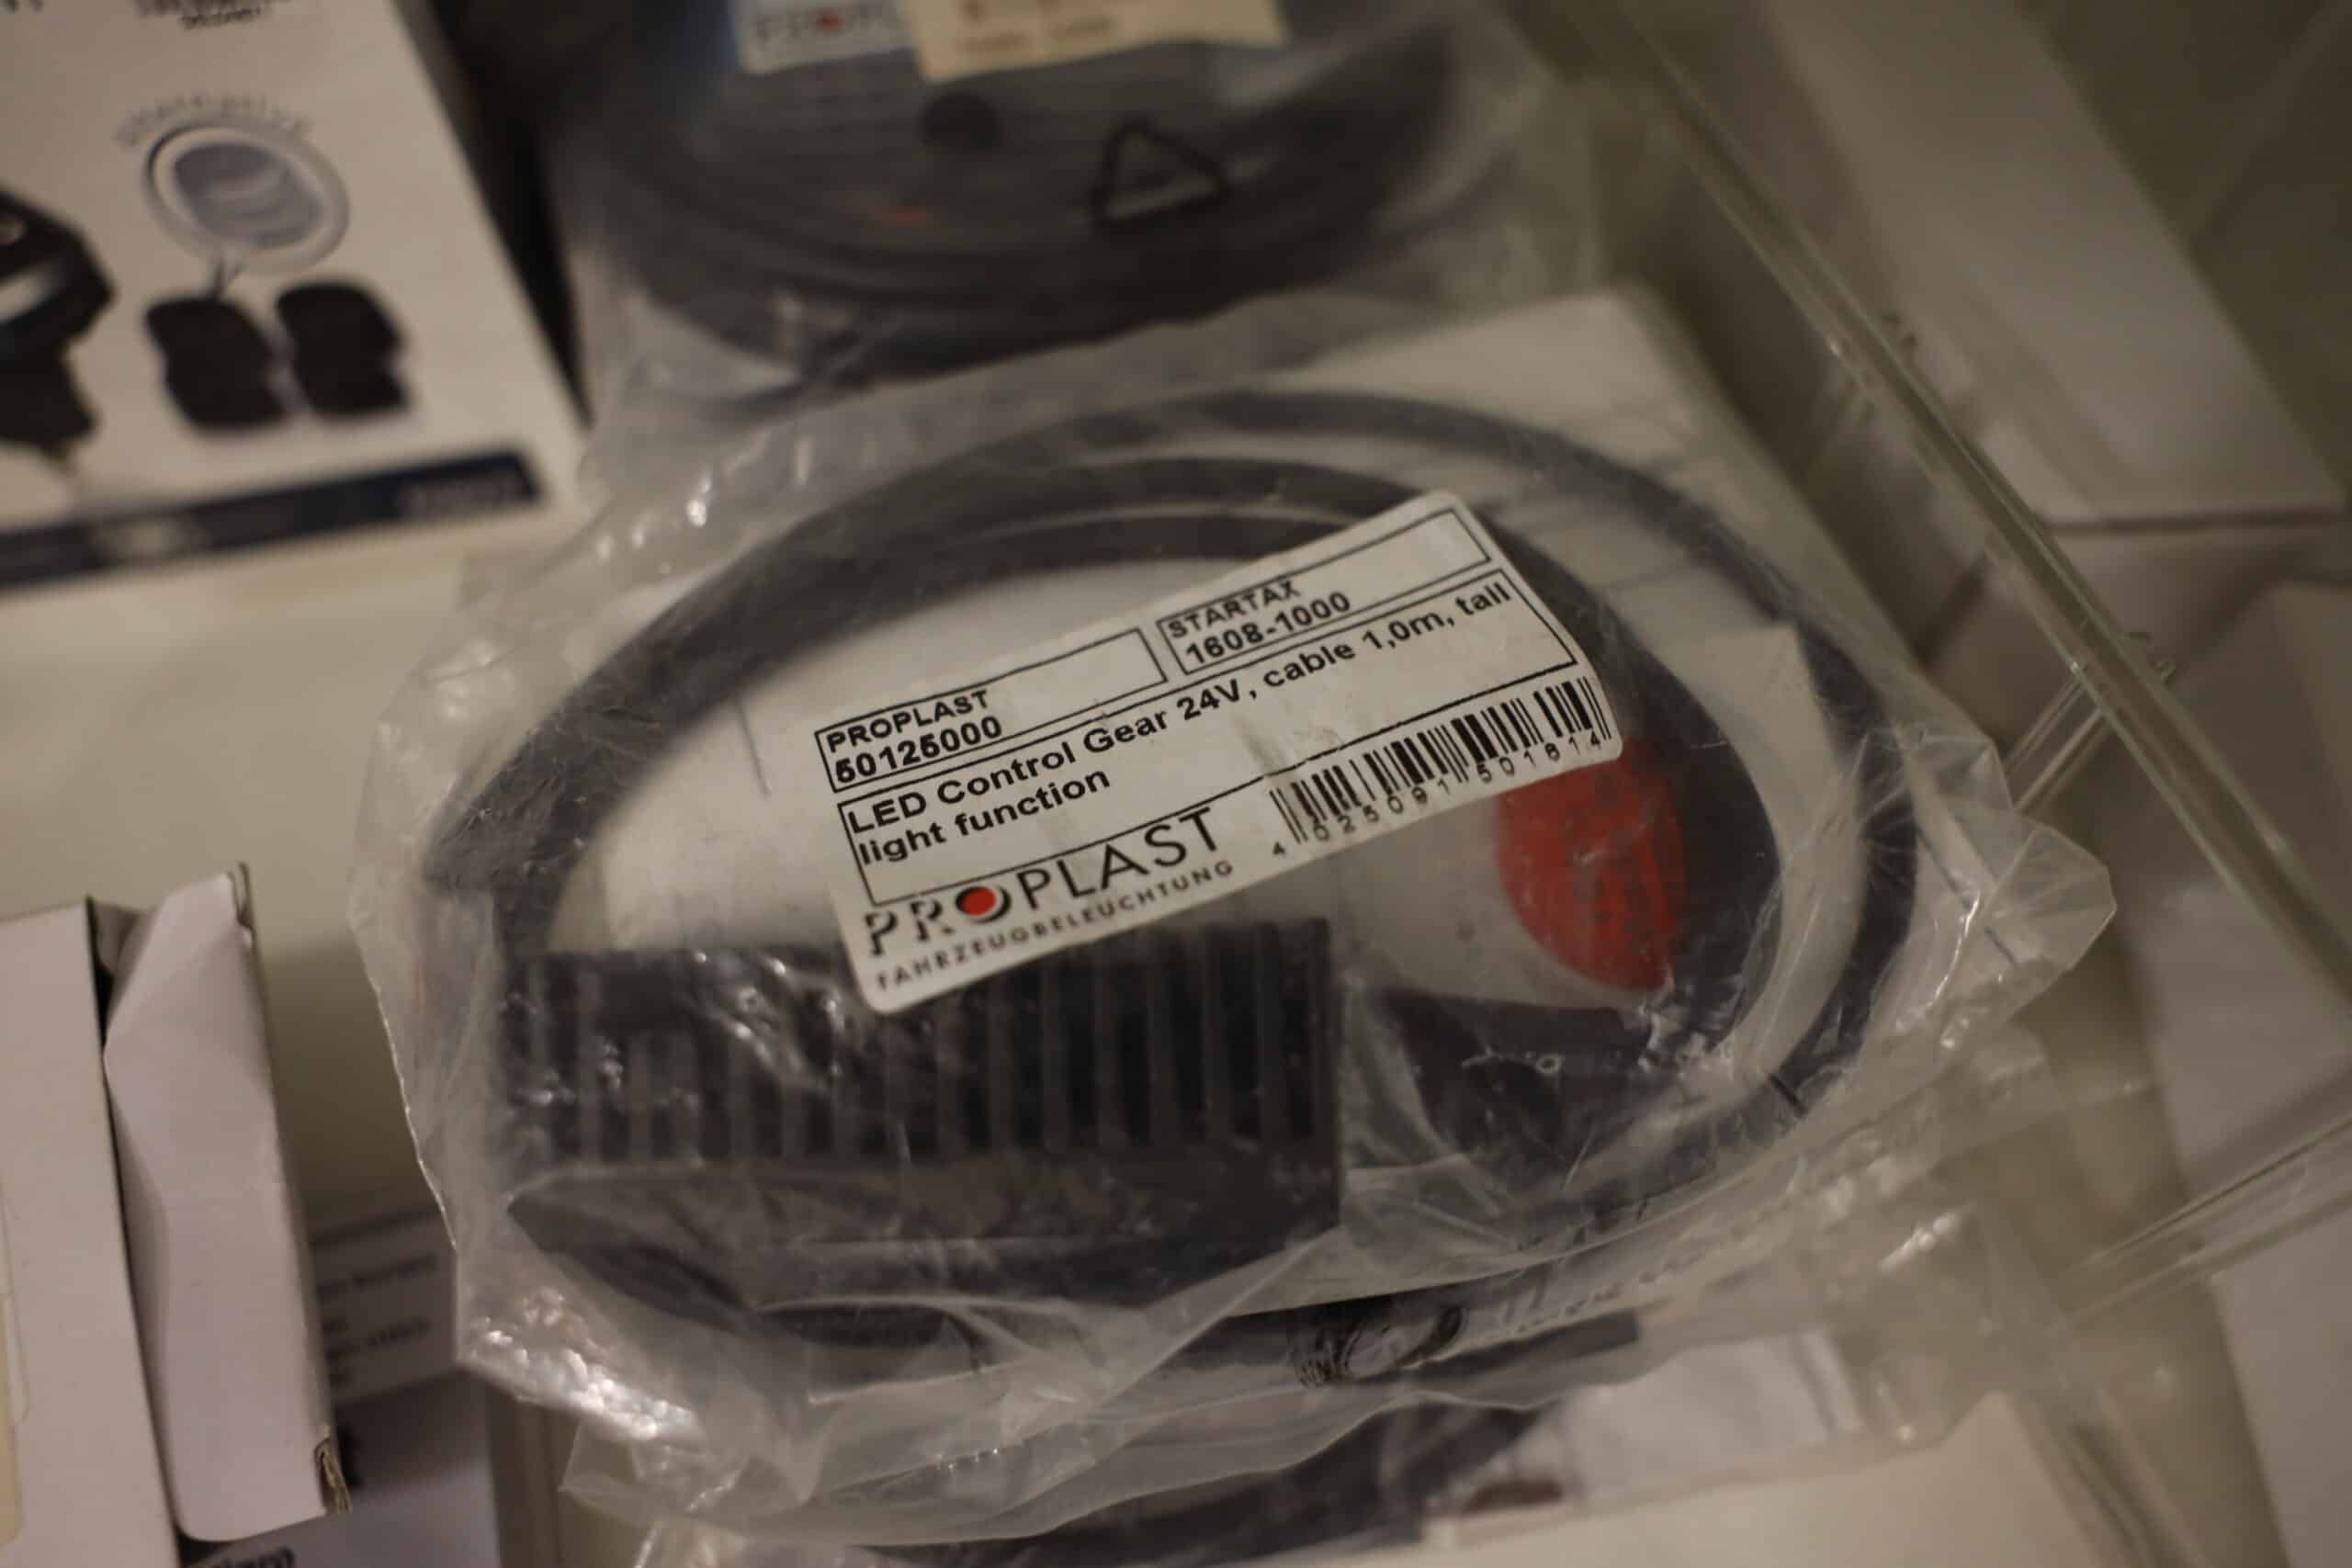 STARTAX
1608-1000
PROPLAST
50125000
LED Control Gear 24V, cable 1,0m, tail
light function
PROPLAST
FAHRZEUGBELEUCHTUNG
4 025091 501614